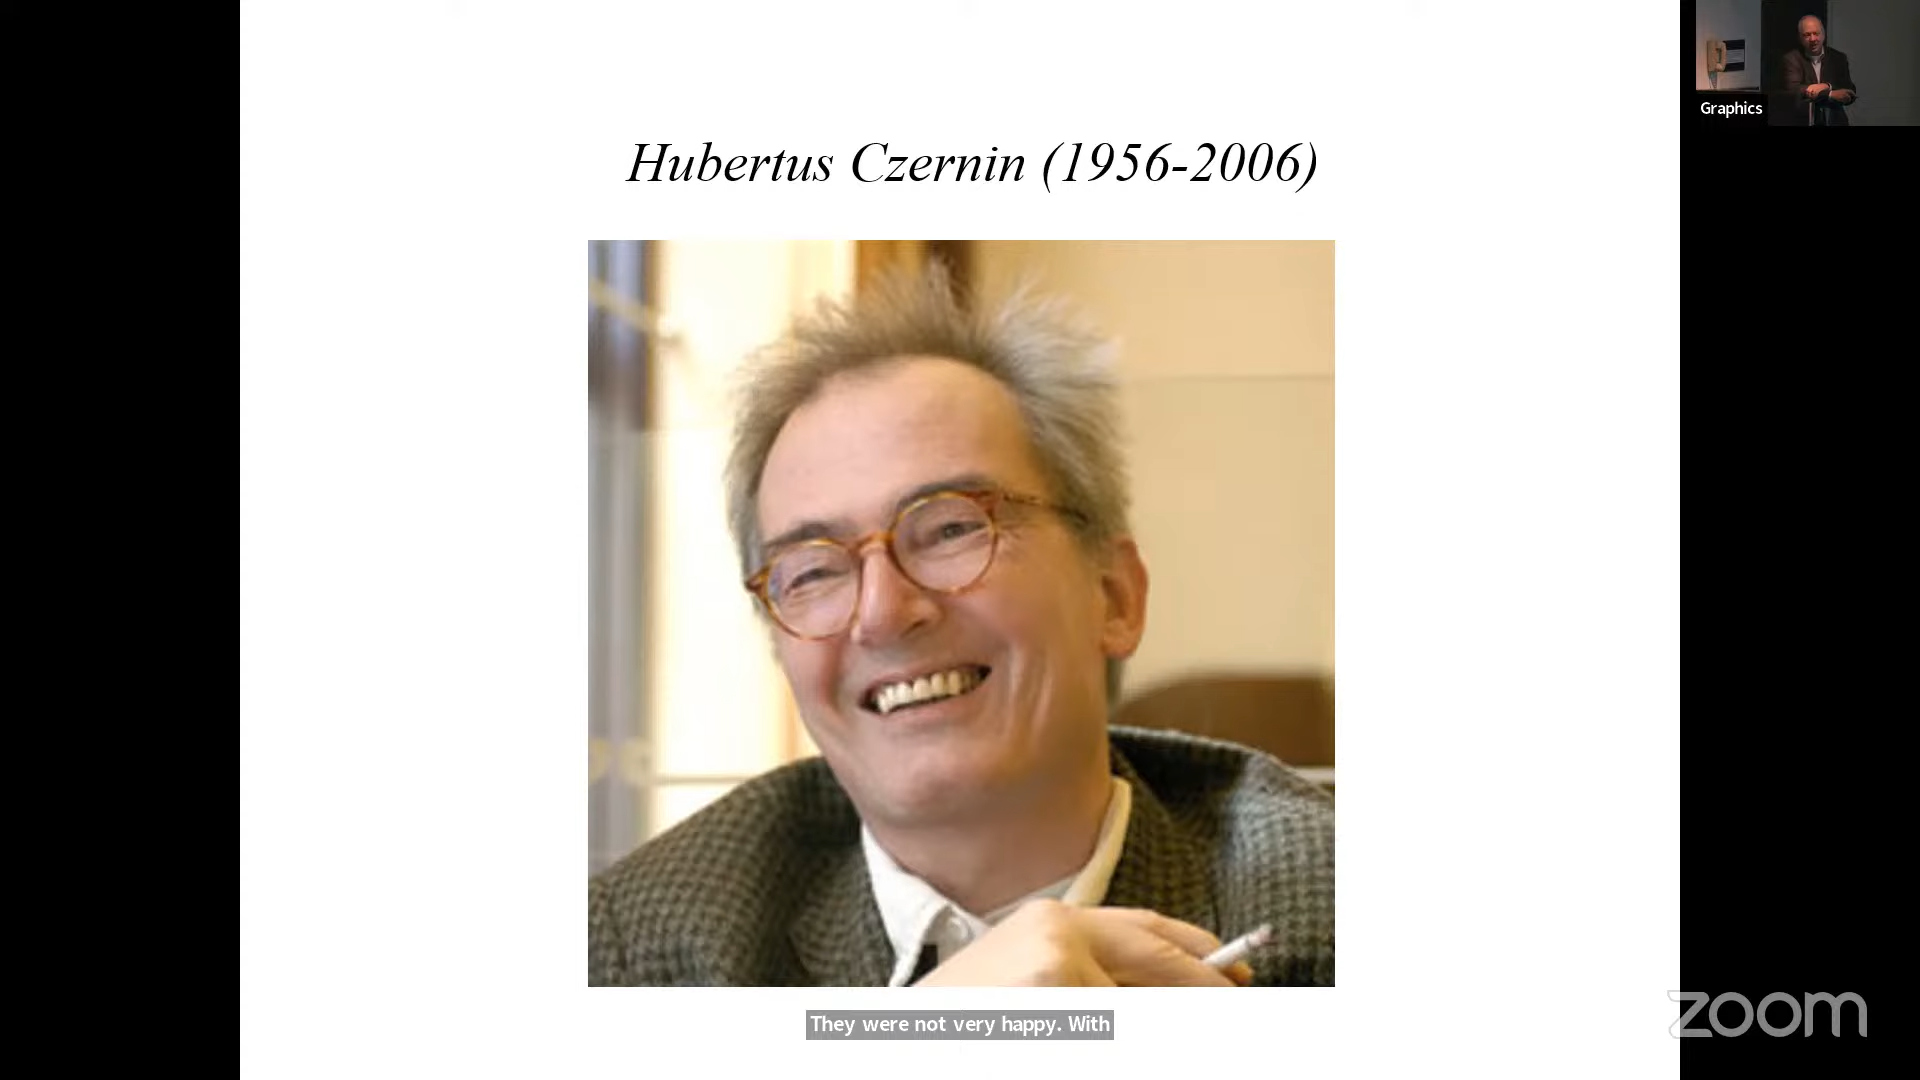 Hubertus Czernin (1956-2006)
Graphics
They were not very happy. With
zoom